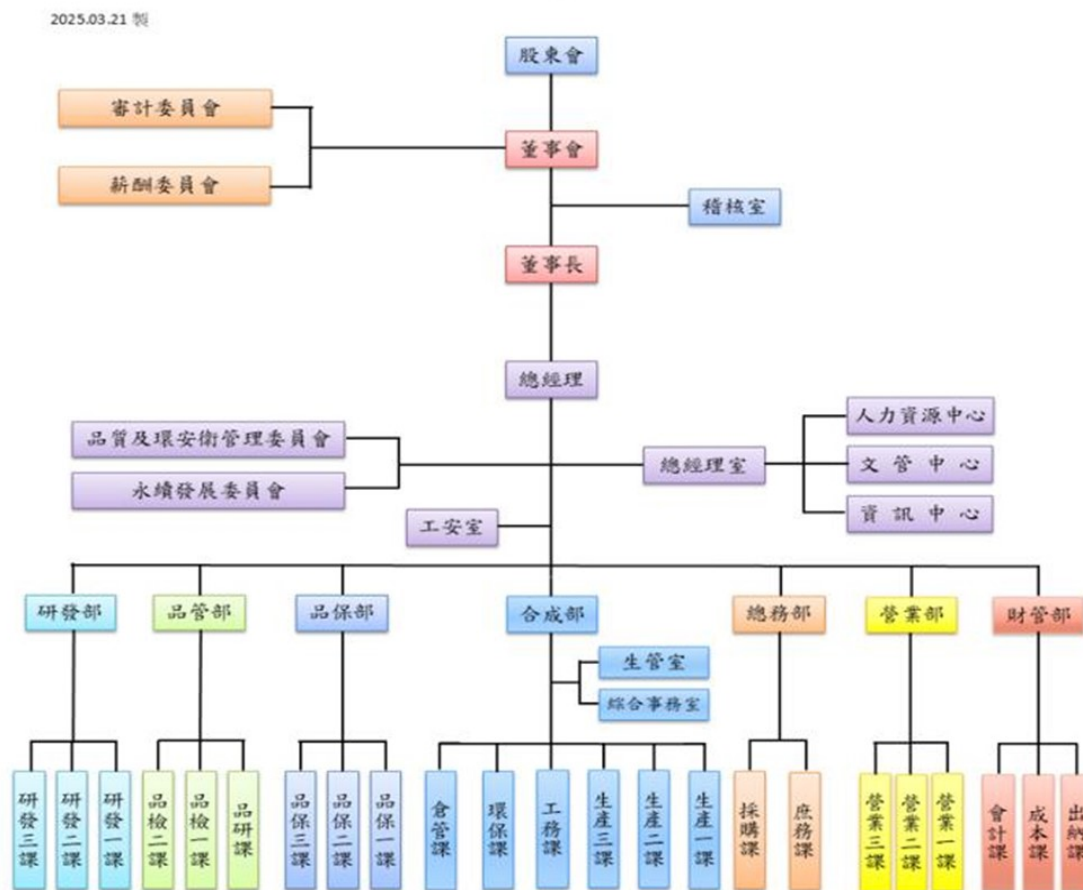 2025.03.21 製
股東會
審計委員會
董事會
薪酬委員會
稽核室
董事長
總經理
人力資源中心
品質及環安衛管理委員會
總經理室
文管中心
永續發展委員會
資訊中心
工安室
研發部
品管部
品保部
合成部
總務部
營業部
財管部
生管室
綜合事務室
研發三課
研發二課
研發一課
品檢二課
品檢一課
品研課
品保三課
品保二課
品保一課
倉管課
環保課
工務課
生產三課
生產二課
生產一課
採購課
庶務課
營業三課
營業二課
營業一課
會計課
成本課
出納課